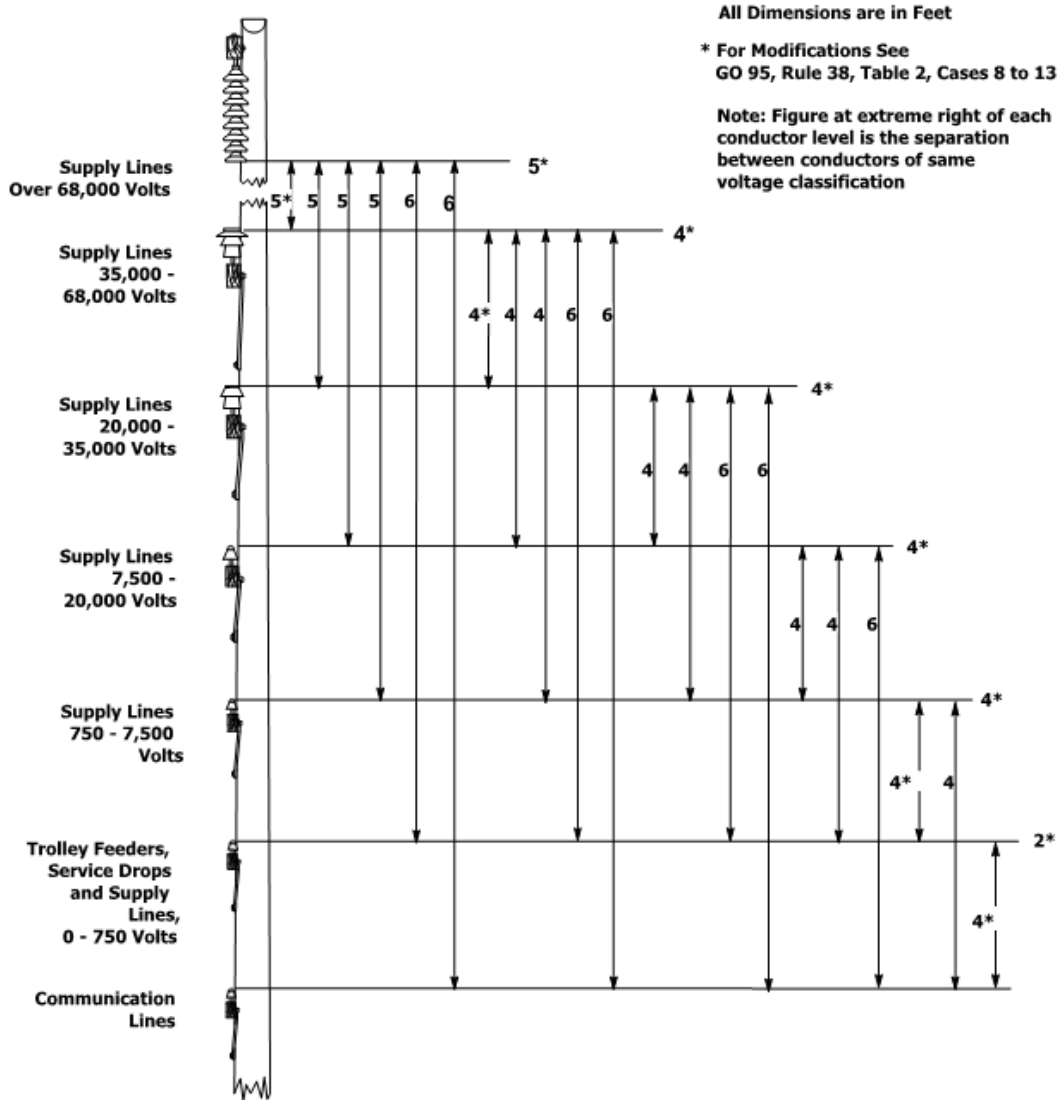 All Dimensions are in Feet
* For Modifications See
GO 95, Rule 38, Table 2, Cases 8 to 13
Note: Figure at extreme right of each
conductor level is the separation
between conductors of same
voltage classification
Supply Lines
Over 68,000 Volts
5*
5* 5 5 5 6 6
Supply Lines
35,000 -
68,000 Volts
4*
4* 4 4 6 6
Supply Lines
20,000 -
35,000 Volts
4*
4 4 6 6
Supply Lines
7,500 -
20,000 Volts
4*
4 4 6
Supply Lines
750 - 7,500
Volts
4*
4* 4
Trolley Feeders,
Service Drops
and Supply
Lines,
0 - 750 Volts
2*
4*
Communication
Lines